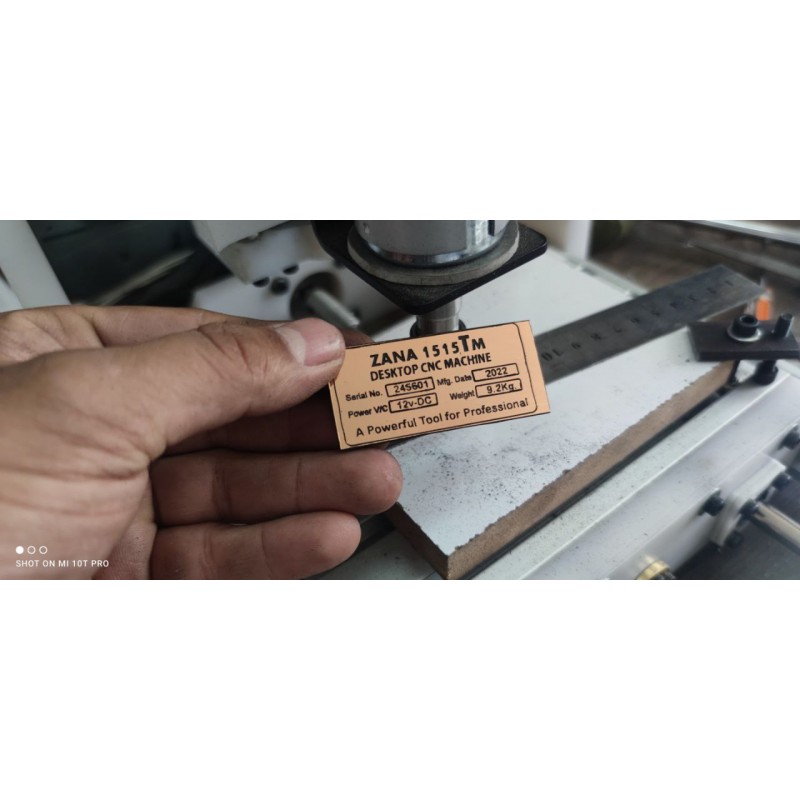 ZANA 1515TM
DESKTOP CNC MACHINE
Serial No. 245601 Mfg. Date 2022
Power V/C 12v-DC Weight 9.2Kg
A Powerful Tool for Professional
SHOT ON MI 10T PRO